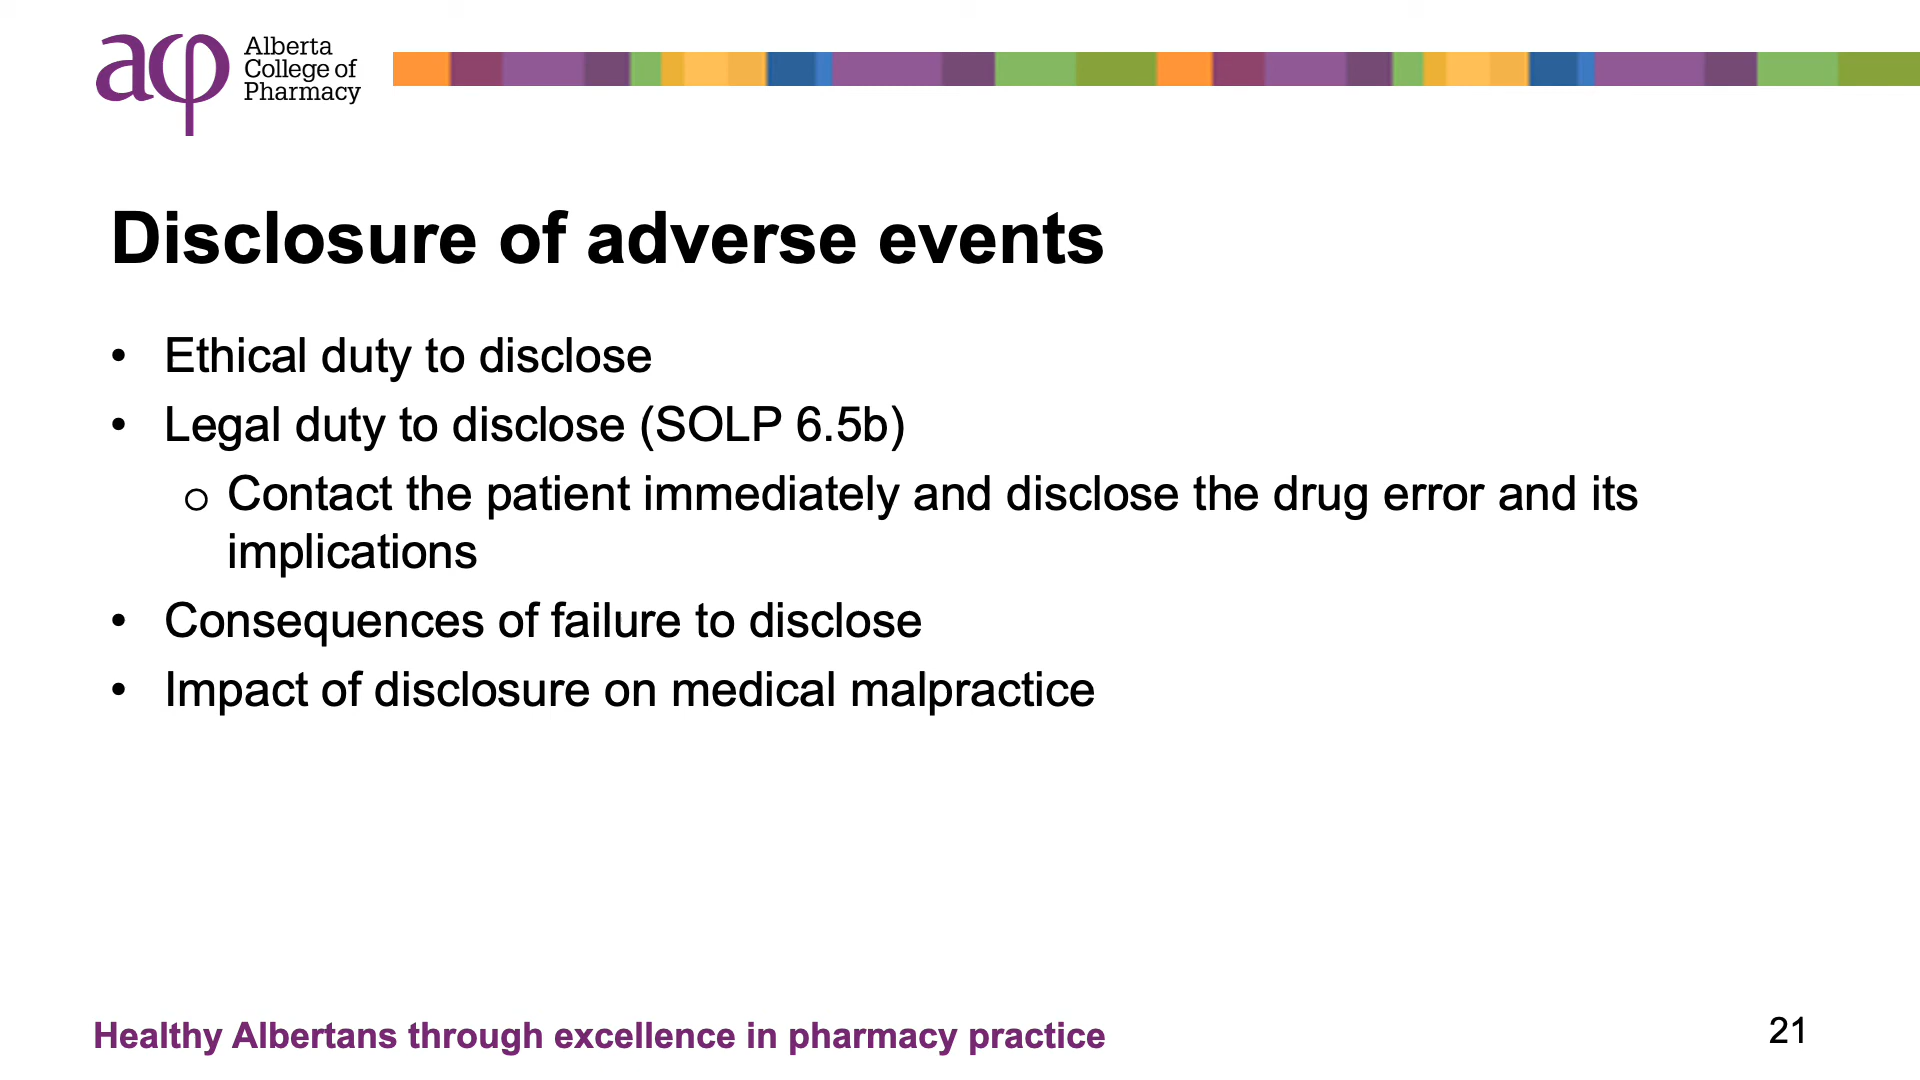 acp
Alberta
College of
Pharmacy
Disclosure of adverse events
• Ethical duty to disclose
• Legal duty to disclose (SOLP 6.5b)
o Contact the patient immediately and disclose the drug error and its
implications
• Consequences of failure to disclose
• Impact of disclosure on medical malpractice
Healthy Albertans through excellence in pharmacy practice
21